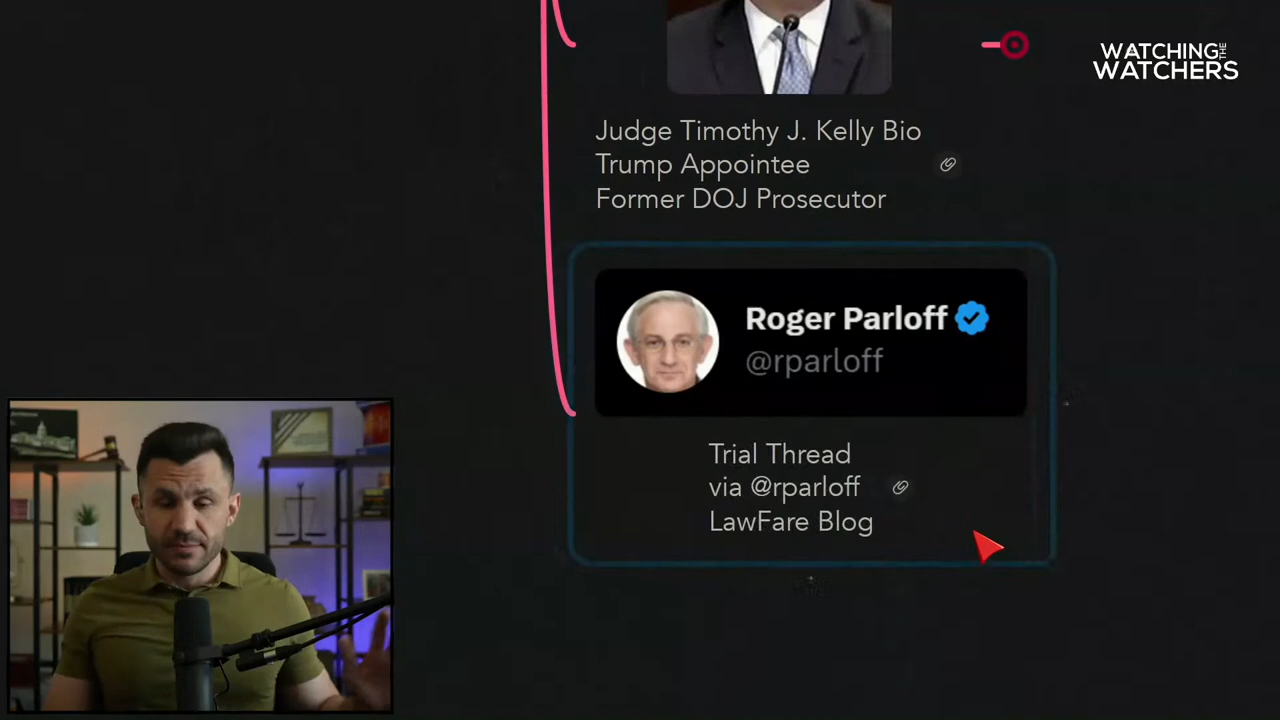 WATCHING THE
WATCHERS
Judge Timothy J. Kelly Bio
Trump Appointee
Former DOJ Prosecutor
Roger Parloff
@rparloff
Trial Thread
via @rparloff
LawFare Blog